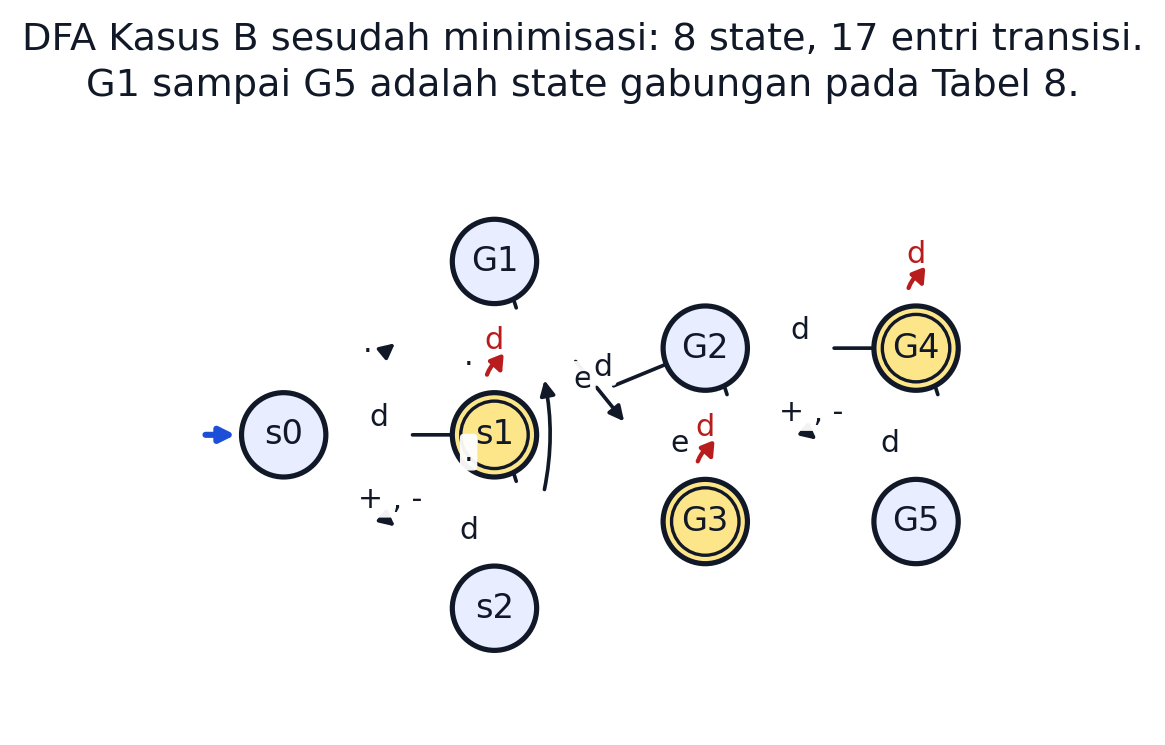 DFA Kasus B sesudah minimisasi: 8 state, 17 entri transisi.
G1 sampai G5 adalah state gabungan pada Tabel 8.
G1
d
d
.
.
d
G2
d
G4
e
d
d
+, -
s0
s1
.
e
d
d
+, -
d
G3
G5
s2